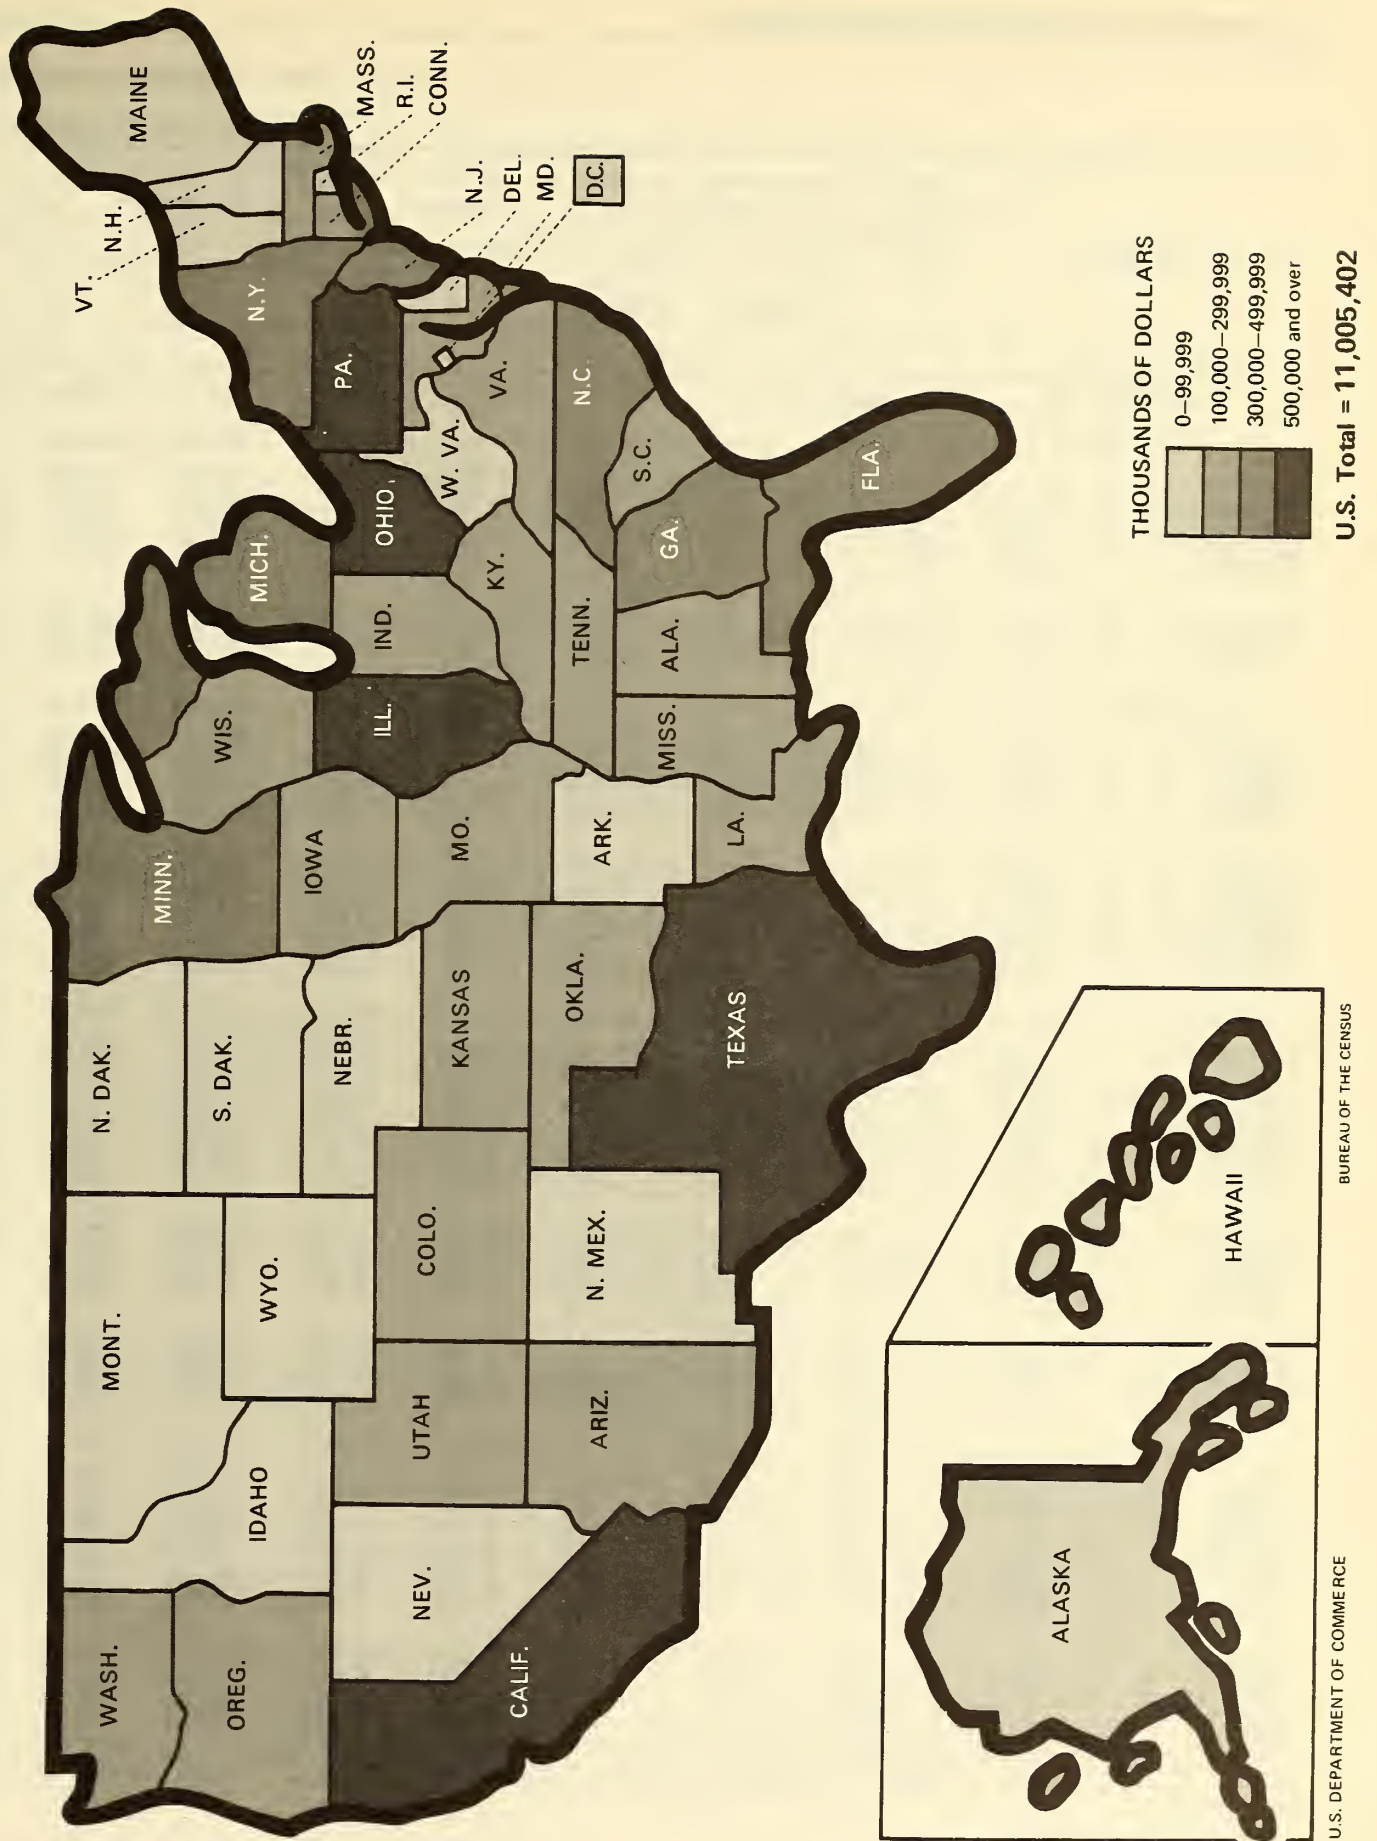 WASH.
OREG.
CALIF.
NEV.
IDAHO
MONT.
WYO.
UTAH
ARIZ.
COLO.
N. MEX.
N. DAK.
S. DAK.
NEBR.
KANSAS
OKLA.
TEXAS
MINN.
IOWA
MO.
ARK.
LA.
WIS.
ILL.
MISS.
MICH.
IND.
OHIO
KY.
TENN.
ALA.
GA.
FLA.
S.C.
N.C.
VA.
W. VA.
PA.
N.Y.
VT.
N.H.
MAINE
MASS.
R.I.
CONN.
N.J.
DEL.
MD.
D.C.
ALASKA
HAWAII
THOUSANDS OF DOLLARS
0–99,999
100,000–299,999
300,000–499,999
500,000 and over
U.S. Total = 11,005,402
U.S. DEPARTMENT OF COMMERCE
BUREAU OF THE CENSUS